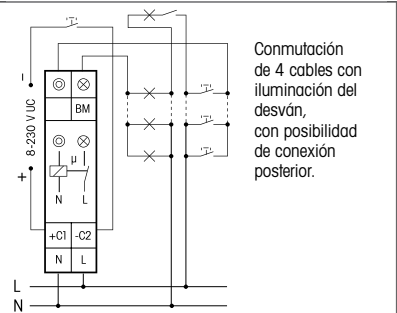 Conmutación
de 4 cables con
iluminación del
desván,
con posibilidad
de conexión
posterior.
–
8-230 V UC
+
BM
µ
N L
+C1 -C2
N L
L
N